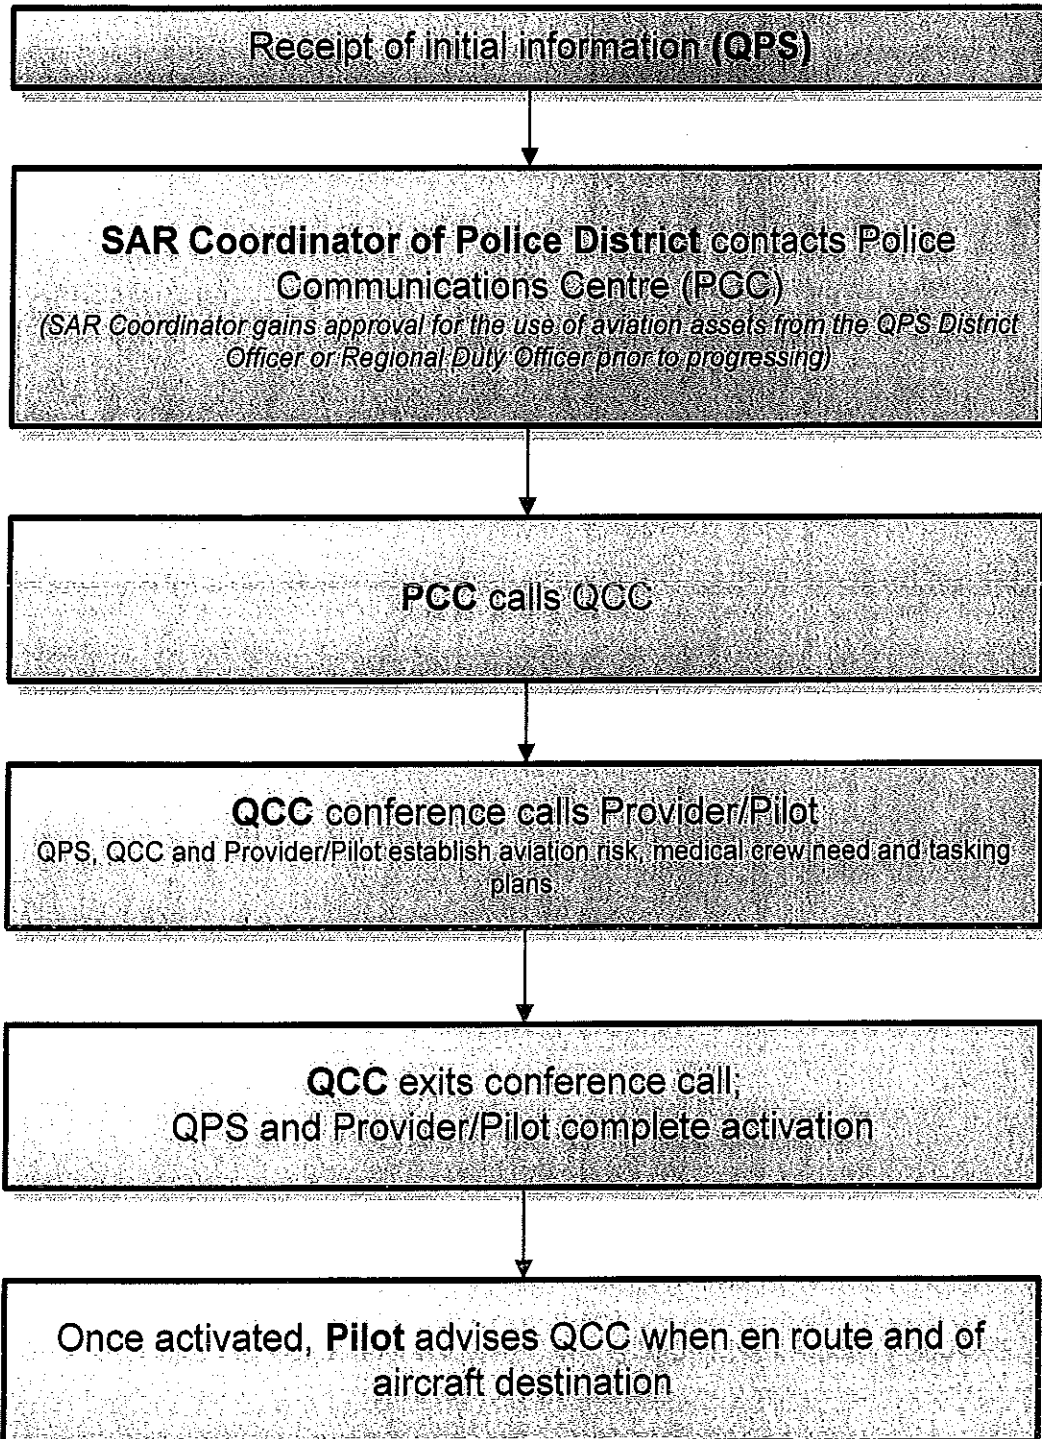 Receipt of initial information (QPS)
SAR Coordinator of Police District contacts Police
Communications Centre (PCC)
(SAR Coordinator gains approval for the use of aviation assets from the QPS District
Officer or Regional Duty Officer prior to progressing)
PCC calls QCC
QCC conference calls Provider/Pilot
QPS, QCC and Provider/Pilot establish aviation risk, medical crew need and tasking
plans.
QCC exits conference call;
QPS and Provider/Pilot complete activation
Once activated, Pilot advises QCC when en route and of
aircraft destination